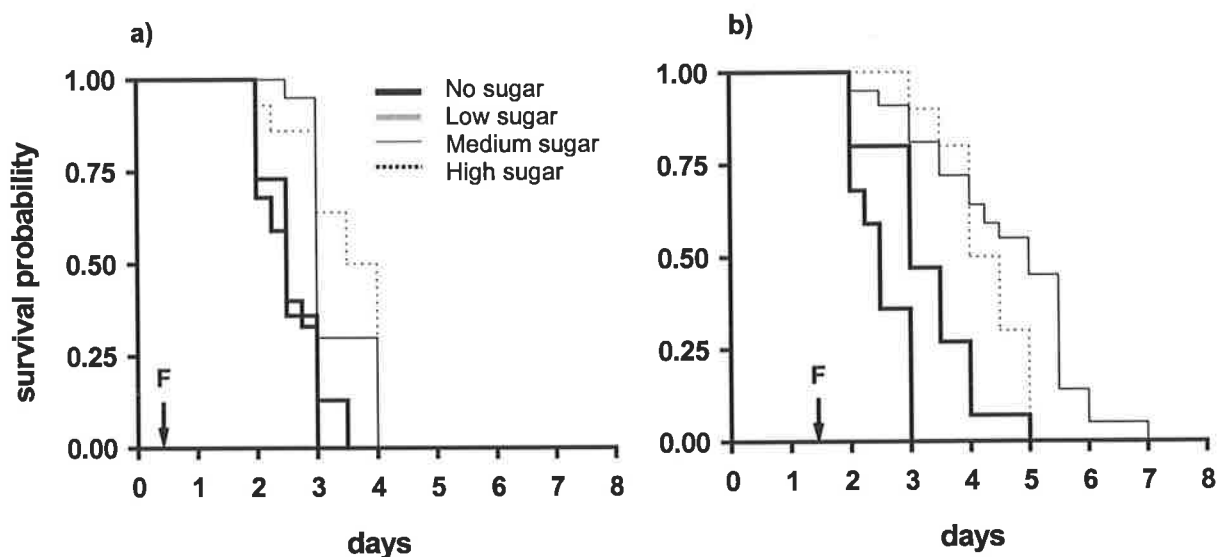 a)
1.00
0.75
0.50
0.25
0.00
survival probability
No sugar
Low sugar
Medium sugar
High sugar
F
0 1 2 3 4 5 6 7 8
days
b)
1.00
0.75
0.50
0.25
0.00
F
0 1 2 3 4 5 6 7 8
days